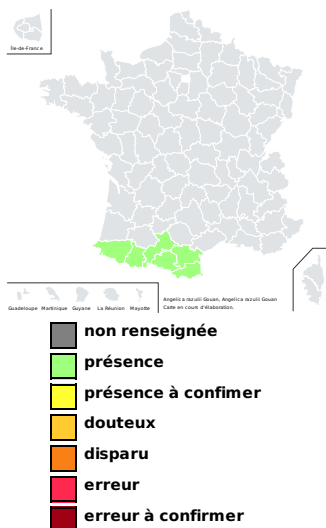 Île-de-France
Guadeloupe Martinique Guyane La Réunion Mayotte
Angelica razulii Gouan, Angelica razulii Gouan
Carte en cours d'élaboration.
non renseignée
présence
présence à confimer
douteux
disparu
erreur
erreur à confirmer